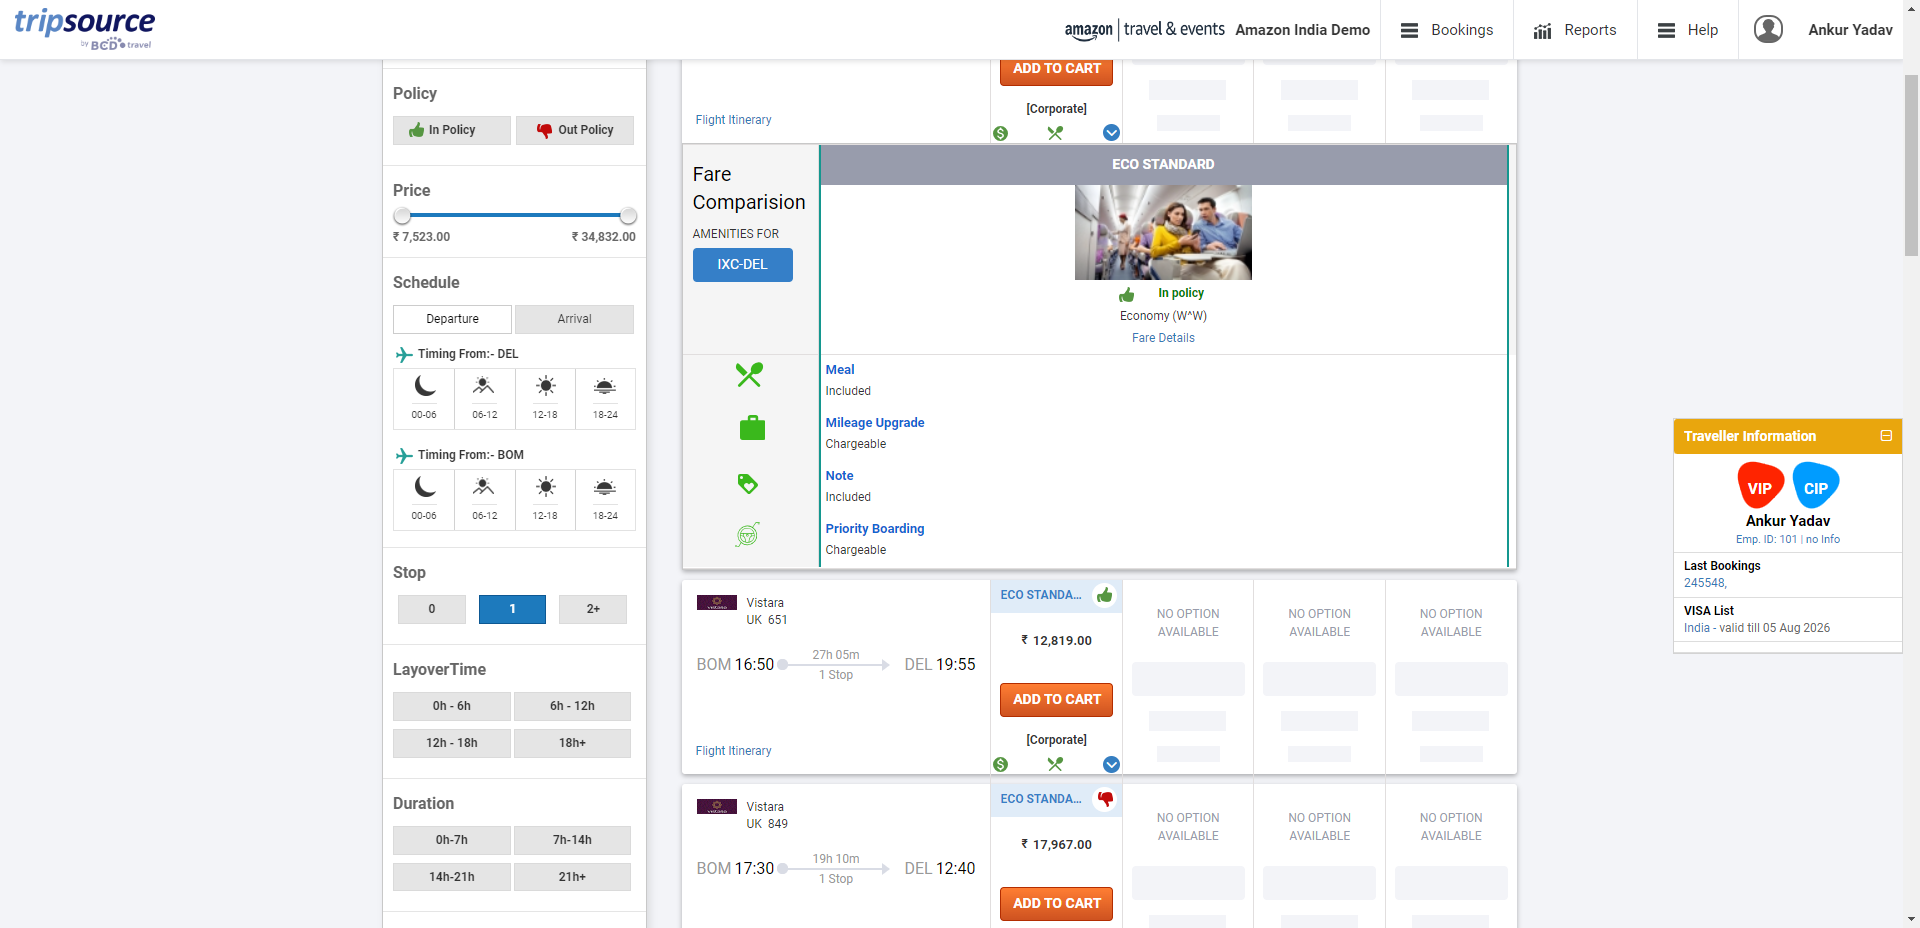 tripsource
by BCD travel
amazon travel & events
Amazon India Demo
Bookings
Reports
Help
Ankur Yadav
Policy
In Policy
Out Policy
Price
₹ 7,523.00
₹ 34,832.00
Schedule
Departure
Arrival
Timing From:- DEL
00-06
06-12
12-18
18-24
Timing From:- BOM
00-06
06-12
12-18
18-24
Stop
0
1
2+
LayoverTime
0h - 6h
6h - 12h
12h - 18h
18h+
Duration
0h-7h
7h-14h
14h-21h
21h+
ADD TO CART
[Corporate]
Flight Itinerary
Fare
Comparision
AMENITIES FOR
IXC-DEL
ECO STANDARD
In policy
Economy (W^W)
Fare Details
Meal
Included
Mileage Upgrade
Chargeable
Note
Included
Priority Boarding
Chargeable
Vistara
UK 651
BOM 16:50
27h 05m
1 Stop
DEL 19:55
Flight Itinerary
ECO STANDA...
₹ 12,819.00
ADD TO CART
[Corporate]
NO OPTION
AVAILABLE
NO OPTION
AVAILABLE
NO OPTION
AVAILABLE
Vistara
UK 849
BOM 17:30
19h 10m
1 Stop
DEL 12:40
ECO STANDA...
₹ 17,967.00
ADD TO CART
NO OPTION
AVAILABLE
NO OPTION
AVAILABLE
NO OPTION
AVAILABLE
Traveller Information
VIP
CIP
Ankur Yadav
Emp. ID: 101 | no Info
Last Bookings
245548,
VISA List
India - valid till 05 Aug 2026